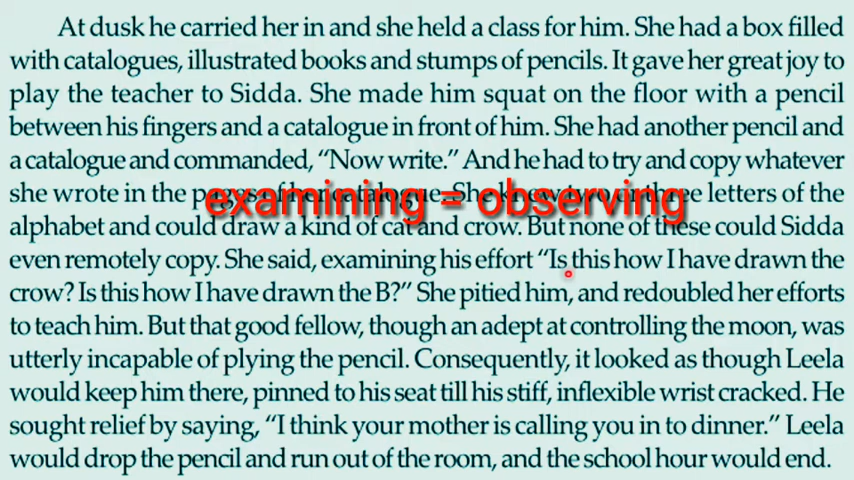 At dusk he carried her in and she held a class for him. She had a box filled
with catalogues, illustrated books and stumps of pencils. It gave her great joy to
play the teacher to Sidda. She made him squat on the floor with a pencil
between his fingers and a catalogue in front of him. She had another pencil and
a catalogue and commanded, “Now write.” And he had to try and copy whatever
she wrote in the pages of her catalogue. She knew two or three letters of the
examining = observing
alphabet and could draw a kind of cat and crow. But none of these could Sidda
even remotely copy. She said, examining his effort “Is this how I have drawn the
crow? Is this how I have drawn the B?” She pitied him, and redoubled her efforts
to teach him. But that good fellow, though an adept at controlling the moon, was
utterly incapable of plying the pencil. Consequently, it looked as though Leela
would keep him there, pinned to his seat till his stiff, inflexible wrist cracked. He
sought relief by saying, “I think your mother is calling you in to dinner.” Leela
would drop the pencil and run out of the room, and the school hour would end.